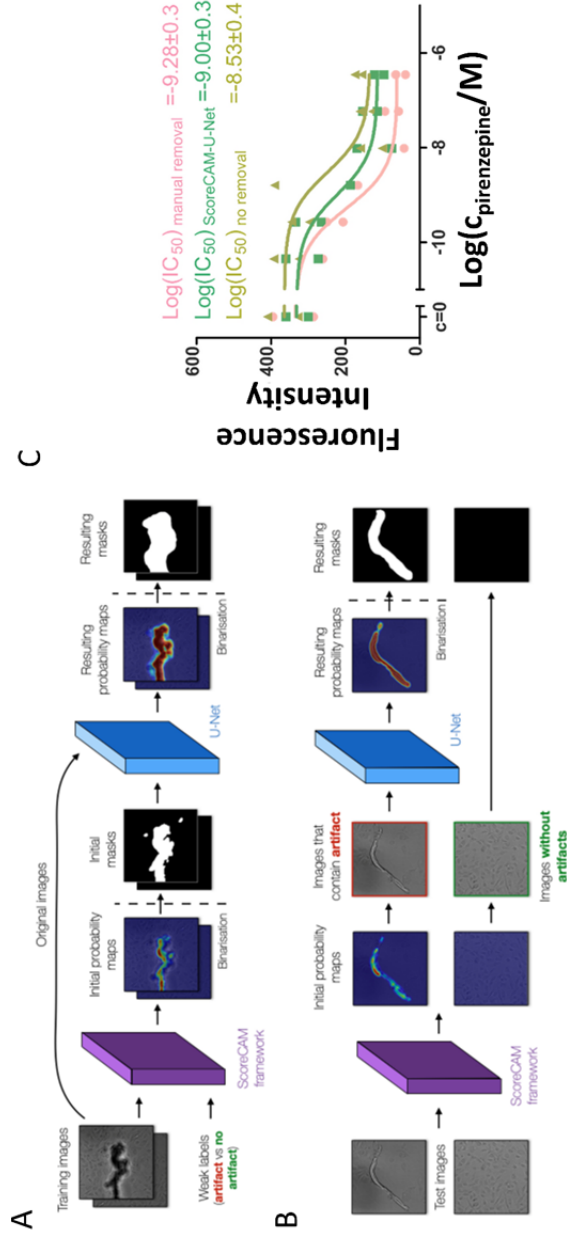 A
Training images
Original images
Weak labels
(artifact vs no
artifact)
ScoreCAM
framework
Initial probability
maps
Binarisation
Initial
masks
U-Net
Resulting
probability maps
Binarisation
Resulting
masks
B
Test images
ScoreCAM
framework
Initial probability
maps
Images that
contain artifact
Images without
artifacts
U-Net
Resulting
probability maps
Binarisation
Resulting
masks
C
Log(IC50) manual removal =-9.28±0.3
Log(IC50) ScoreCAM-U-Net =-9.00±0.3
Log(IC50) no removal =-8.53±0.4
Fluorescence
Intensity
600
400
200
0
c=0
-10
-8
-6
Log(cpirenzepine/M)